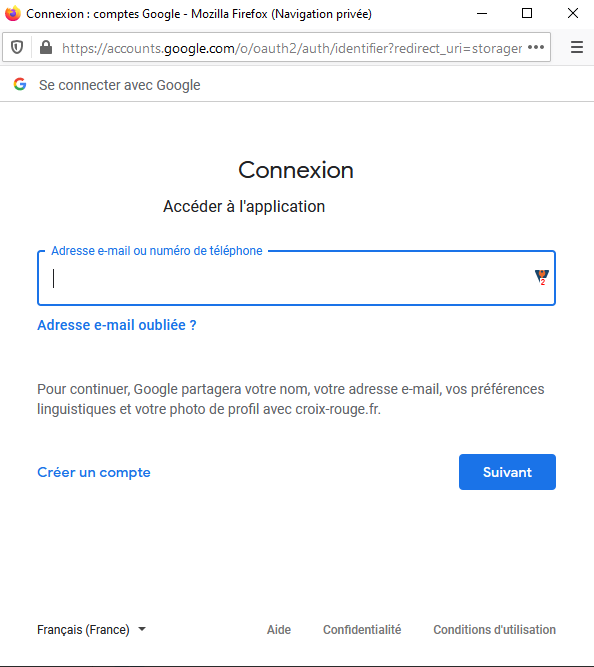 Connexion : comptes Google - Mozilla Firefox (Navigation privée)
https://accounts.google.com/o/oauth2/auth/identifier?redirect_uri=storager
Se connecter avec Google
Connexion
Accéder à l'application
Adresse e-mail ou numéro de téléphone
2
Adresse e-mail oubliée ?
Pour continuer, Google partagera votre nom, votre adresse e-mail, vos préférences
linguistiques et votre photo de profil avec croix-rouge.fr.
Créer un compte
Suivant
Français (France)
Aide
Confidentialité
Conditions d'utilisation